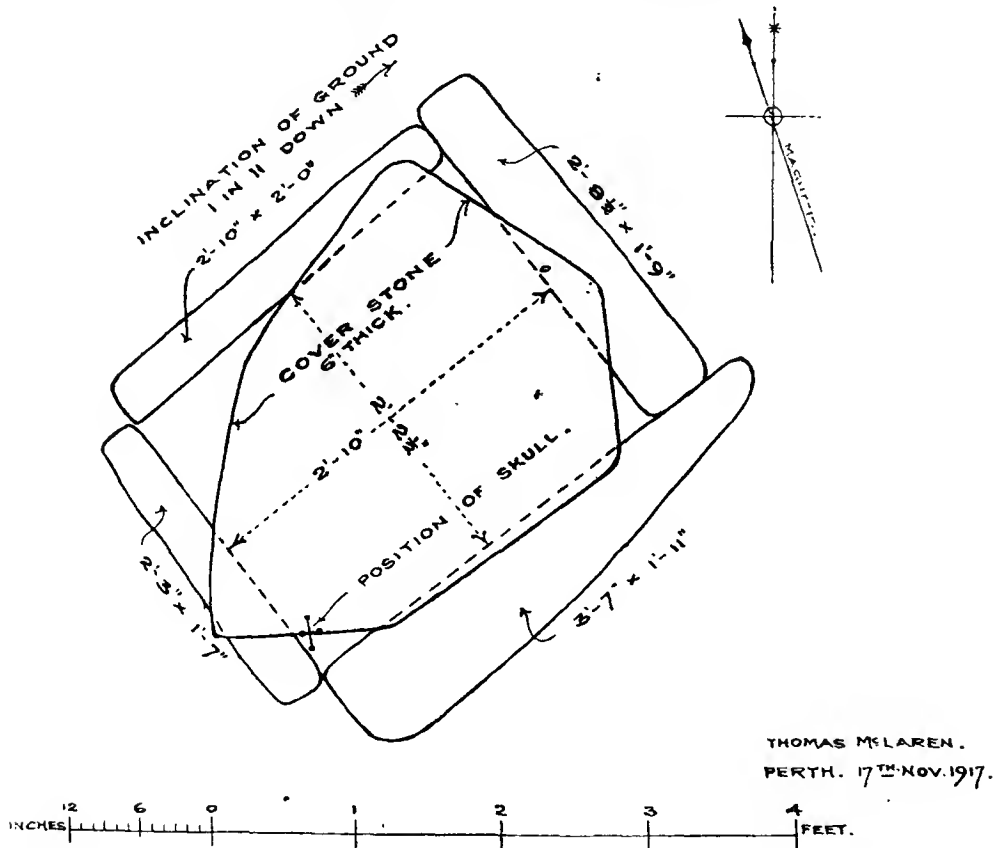 INCLINATION OF GROUND
1 IN 11 DOWN
2'-10" x 2'-0"
2'-8½" x 1'-9"
COVER STONE
6" THICK.
2'-10"
2'-2½"
POSITION OF SKULL.
2'-3" x 1'-7"
3'-7" x 1'-11"
THOMAS McLAREN.
PERTH. 17TH NOV. 1917.
12 6 0 1 2 3 4
INCHES FEET.